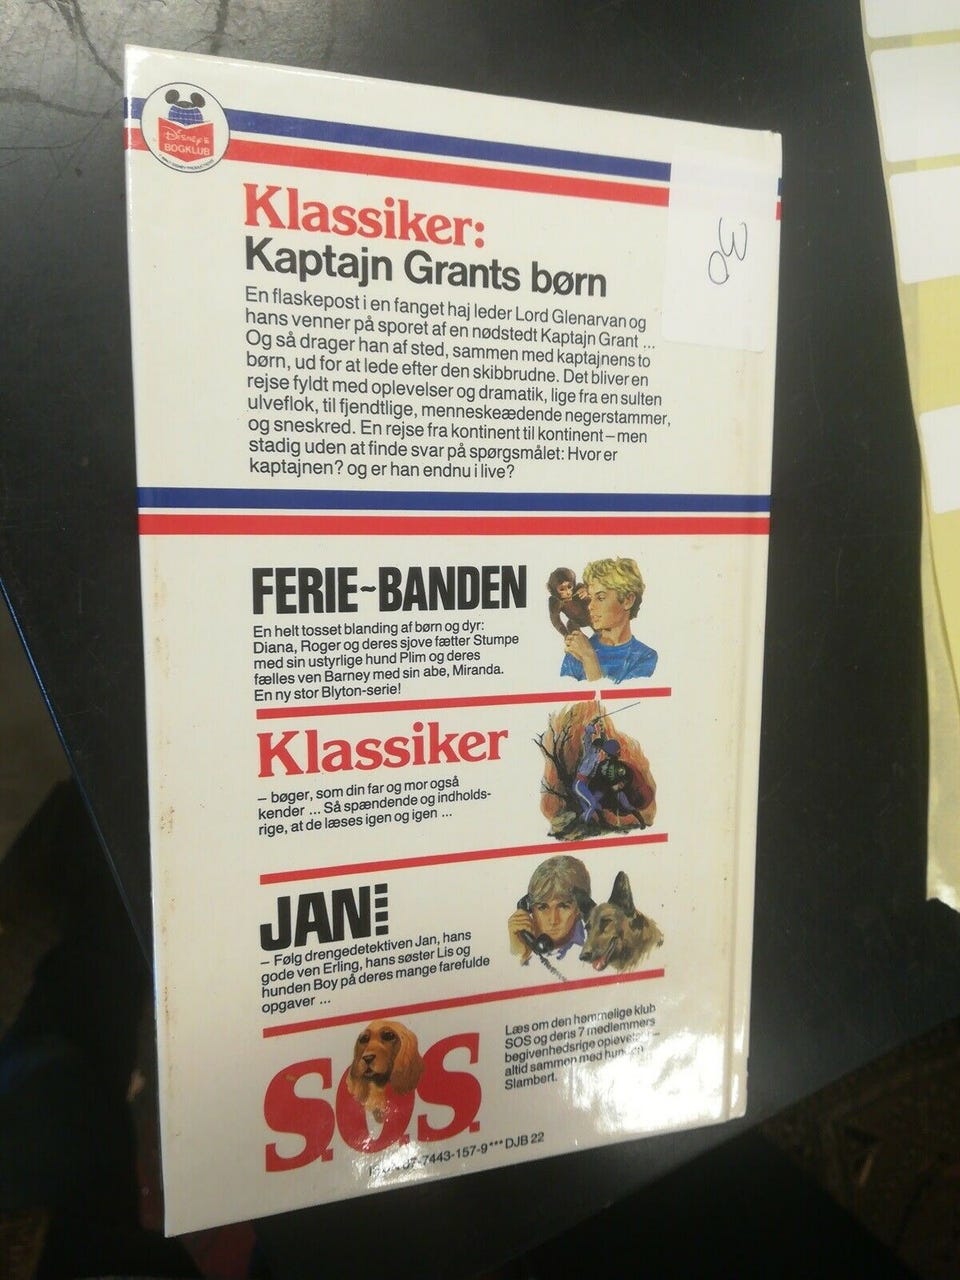 Disney's
BOGKLUB
Klassiker:
Kaptajn Grants børn
En flaskepost i en fanget haj leder Lord Glenarvan og
hans venner på sporet af en nødstedt Kaptajn Grant ...
Og så drager han af sted, sammen med kaptajnens to
børn, ud for at lede efter den skibbrudne. Det bliver en
rejse fyldt med oplevelser og dramatik, lige fra en sulten
ulveflok, til fjendtlige, menneskeædende negerstammer,
og sneskred. En rejse fra kontinent til kontinent – men
stadig uden at finde svar på spørgsmålet: Hvor er
kaptajnen? og er han endnu i live?
30
FERIE-BANDEN
En helt tosset blanding af børn og dyr:
Diana, Roger og deres sjove fætter Stumpe
med sin ustyrlige hund Plim og deres
fælles ven Barney med sin abe, Miranda.
En ny stor Blyton-serie!
Klassiker
– bøger, som din far og mor også
kender ... Så spændende og indholds-
rige, at de læses igen og igen ...
JAN
– Følg drengedetektiven Jan, hans
gode ven Erling, hans søster Lis og
hunden Boy på deres mange farefulde
opgaver ...
S.O.S.
Læs om den hemmelige klub
SOS og dens 7 medlemmers
begivenhedsrige
altid sammen med hunden
Slambert.
7443-157-9*** DJB 22